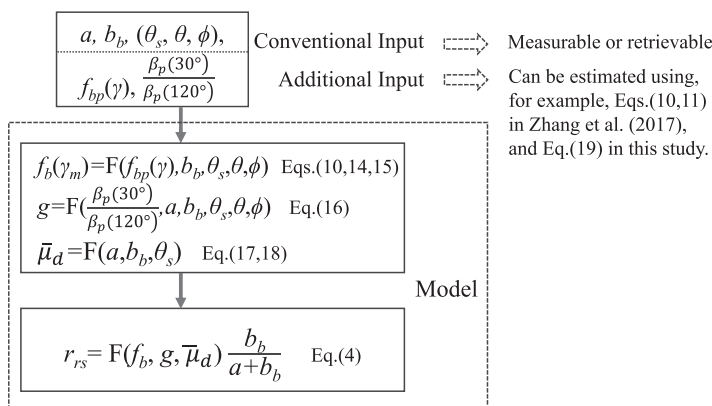 a, b_b, (θ_s, θ, ϕ),
Conventional Input
Measurable or retrievable
f_bp(γ), β_p(30°)/β_p(120°)
Additional Input
Can be estimated using,
for example, Eqs.(10,11)
in Zhang et al. (2017),
and Eq.(19) in this study.
f_b(γ_m)=F(f_bp(γ),b_b,θ_s,θ,ϕ) Eqs.(10,14,15)
g=F(β_p(30°)/β_p(120°),a,b_b,θ_s,θ,ϕ) Eq.(16)
μ̅_d=F(a,b_b,θ_s) Eq.(17,18)
Model
r_rs= F(f_b, g, μ̅_d) b_b/a+b_b Eq.(4)